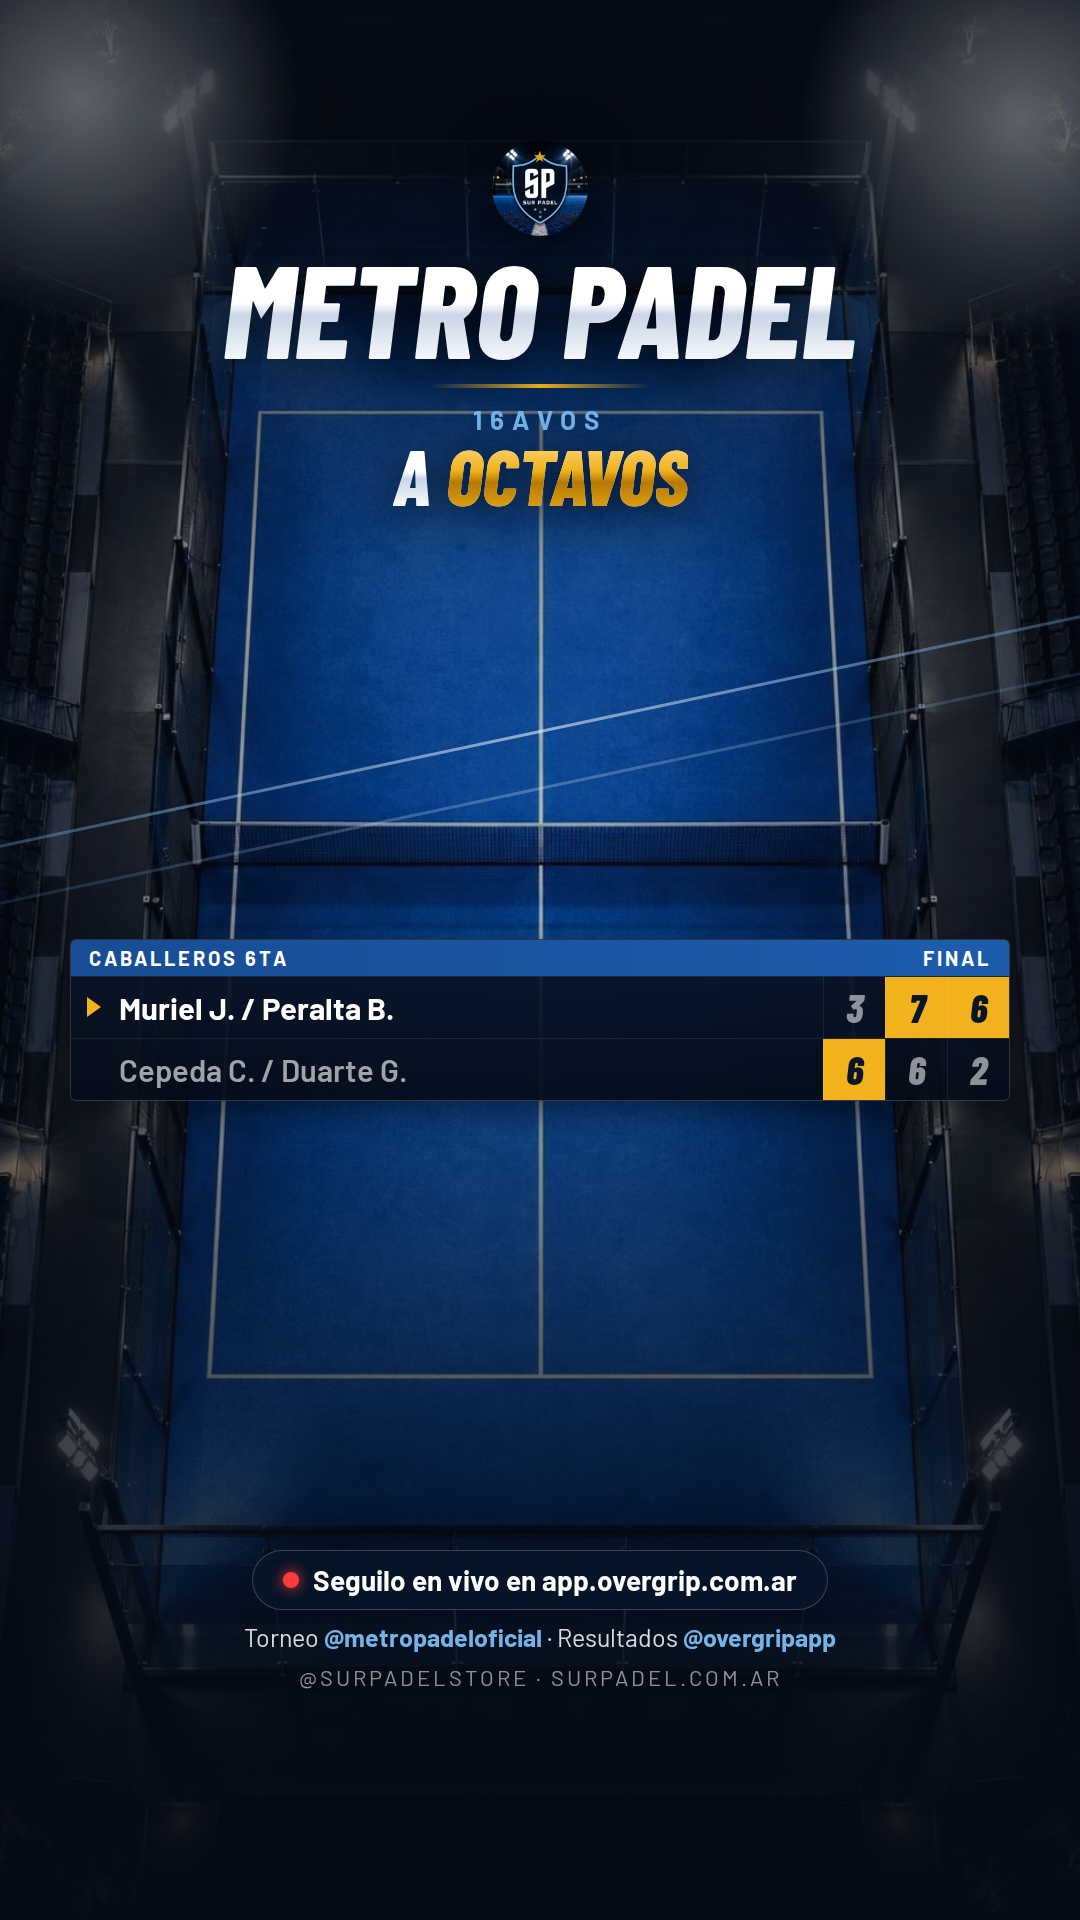 SP
SUR PADEL
METRO PADEL
16AVOS
A OCTAVOS
CABALLEROS 6TA FINAL
Muriel J. / Peralta B. 3 7 6
Cepeda C. / Duarte G. 6 6 2
Seguilo en vivo en app.overgrip.com.ar
Torneo @metropadeloficial · Resultados @overgripapp
@SURPADELSTORE · SURPADEL.COM.AR